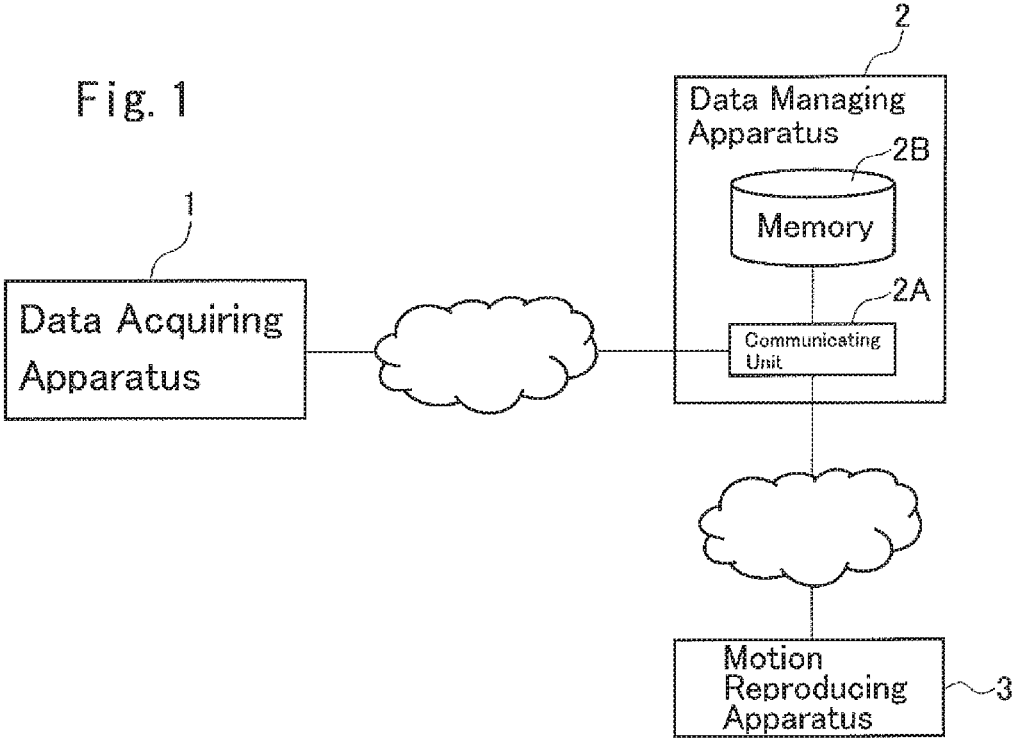 Fig. 1
2
Data Managing
Apparatus
2B
Memory
1
2A
Data Acquiring
Apparatus
Communicating
Unit
Motion
Reproducing
Apparatus
3